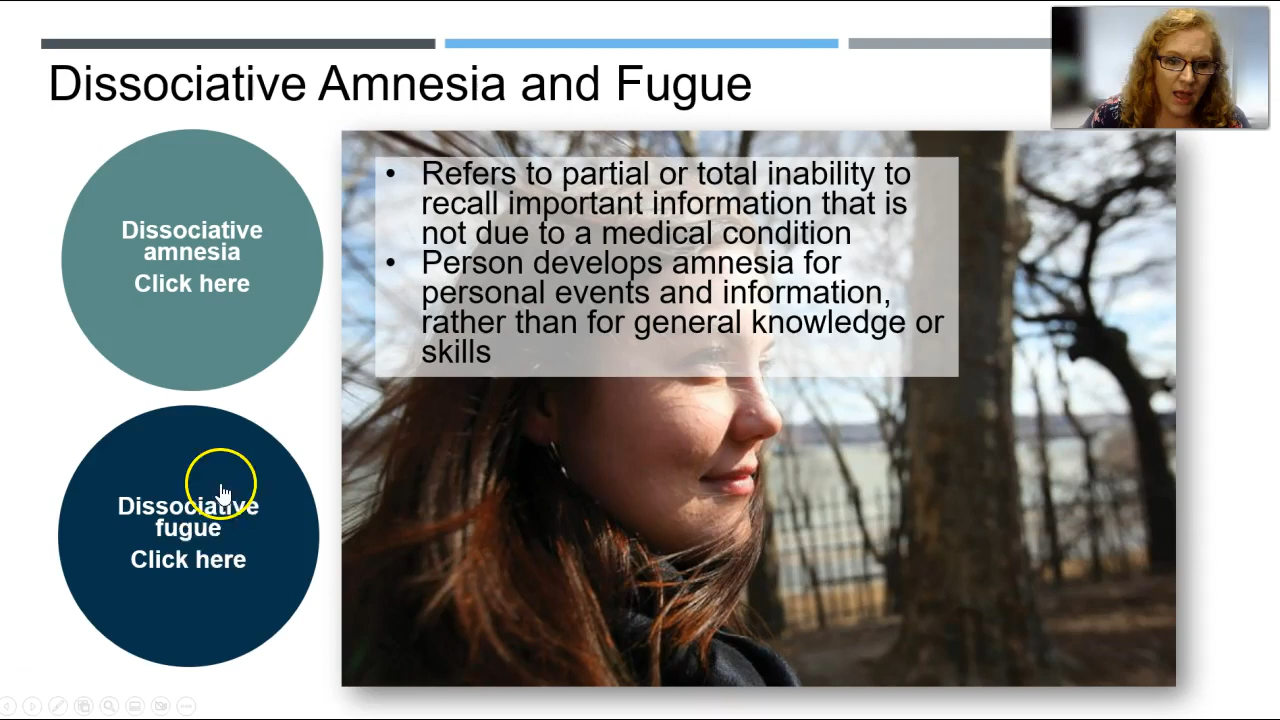 Dissociative Amnesia and Fugue
Dissociative
amnesia
Click here
• Refers to partial or total inability to
recall important information that is
not due to a medical condition
• Person develops amnesia for
personal events and information,
rather than for general knowledge or
skills
Dissociative
fugue
Click here